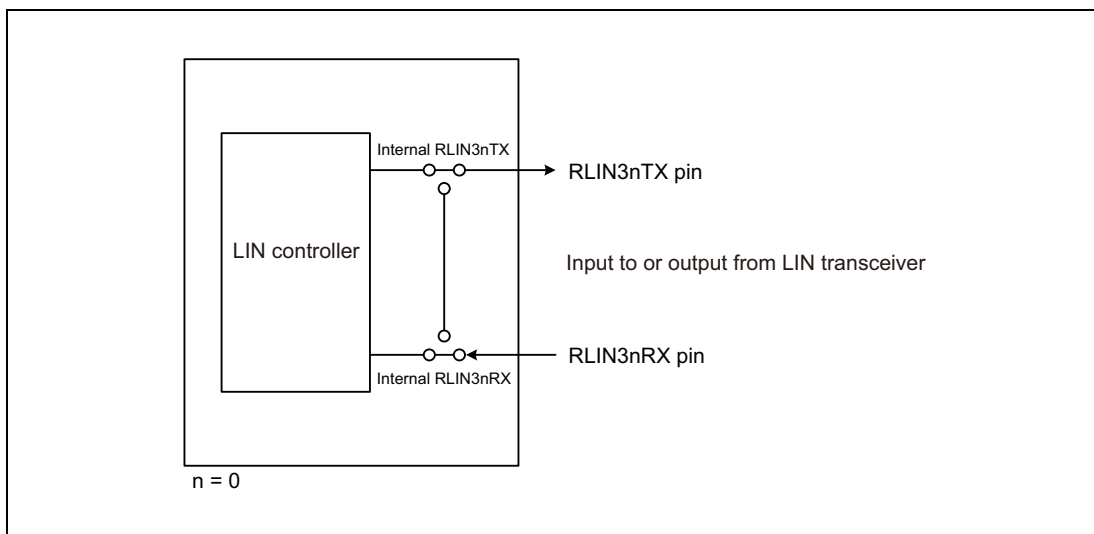 Internal RLIN3nTX
RLIN3nTX pin
LIN controller
Input to or output from LIN transceiver
RLIN3nRX pin
Internal RLIN3nRX
n = 0